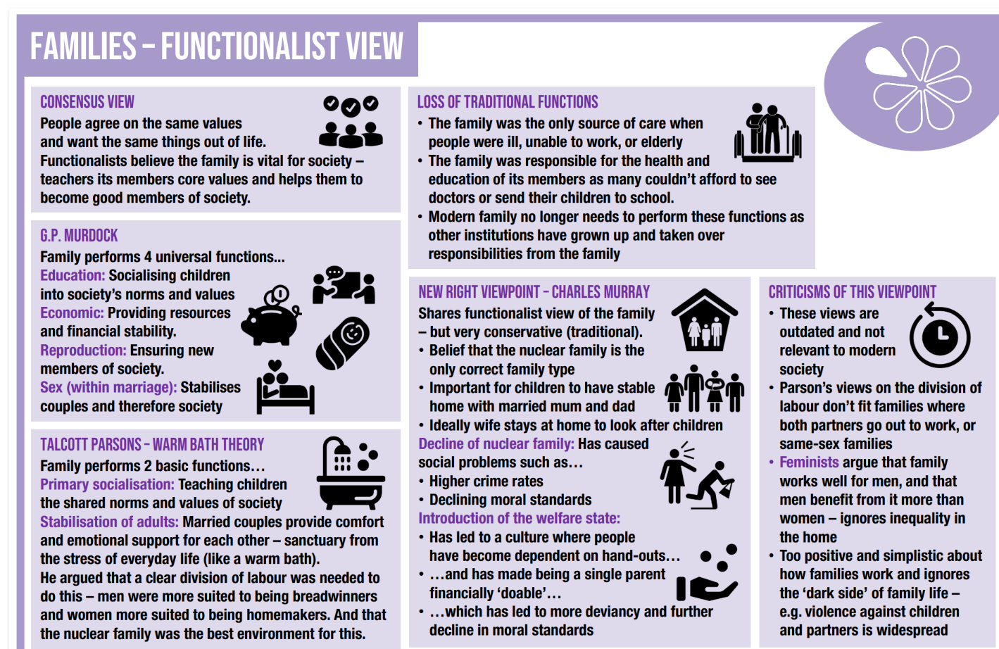 FAMILIES – FUNCTIONALIST VIEW
CONSENSUS VIEW
People agree on the same values
and want the same things out of life.
Functionalists believe the family is vital for society –
teachers its members core values and helps them to
become good members of society.
G.P. MURDOCK
Family performs 4 universal functions...
Education: Socialising children
into society's norms and values
Economic: Providing resources
and financial stability.
Reproduction: Ensuring new
members of society.
Sex (within marriage): Stabilises
couples and therefore society
TALCOTT PARSONS – WARM BATH THEORY
Family performs 2 basic functions...
Primary socialisation: Teaching children
the shared norms and values of society
Stabilisation of adults: Married couples provide comfort
and emotional support for each other – sanctuary from
the stress of everyday life (like a warm bath).
He argued that a clear division of labour was needed to
do this – men were more suited to being breadwinners
and women more suited to being homemakers. And that
the nuclear family was the best environment for this.
LOSS OF TRADITIONAL FUNCTIONS
• The family was the only source of care when
people were ill, unable to work, or elderly
• The family was responsible for the health and
education of its members as many couldn't afford to see
doctors or send their children to school.
• Modern family no longer needs to perform these functions as
other institutions have grown up and taken over
responsibilities from the family
NEW RIGHT VIEWPOINT – CHARLES MURRAY
Shares functionalist view of the family
– but very conservative (traditional).
• Belief that the nuclear family is the
only correct family type
• Important for children to have stable
home with married mum and dad
• Ideally wife stays at home to look after children
Decline of nuclear family: Has caused
social problems such as...
• Higher crime rates
• Declining moral standards
Introduction of the welfare state:
• Has led to a culture where people
have become dependent on hand-outs...
• ...and has made being a single parent
financially 'doable'...
• ...which has led to more deviancy and further
decline in moral standards
CRITICISMS OF THIS VIEWPOINT
• These views are
outdated and not
relevant to modern
society
• Parson's views on the division of
labour don't fit families where
both partners go out to work, or
same-sex families
• Feminists argue that family
works well for men, and that
men benefit from it more than
women – ignores inequality in
the home
• Too positive and simplistic about
how families work and ignores
the 'dark side' of family life –
e.g. violence against children
and partners is widespread